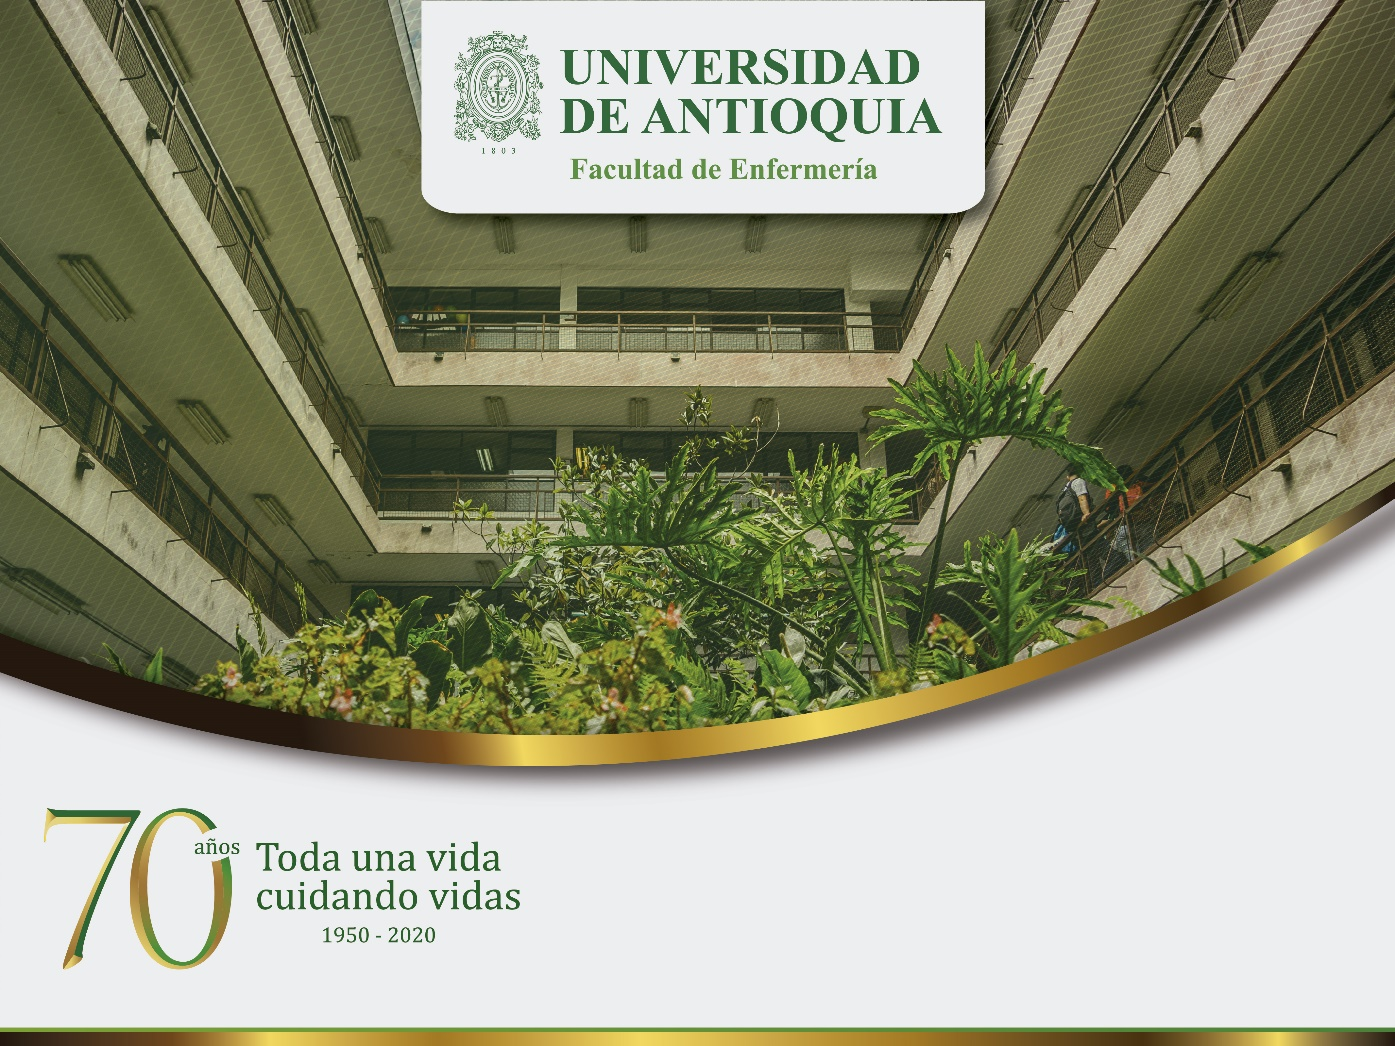 UNIVERSIDAD
DE ANTIOQUIA
1803
Facultad de Enfermería
70
años
Toda una vida
cuidando vidas
1950 - 2020